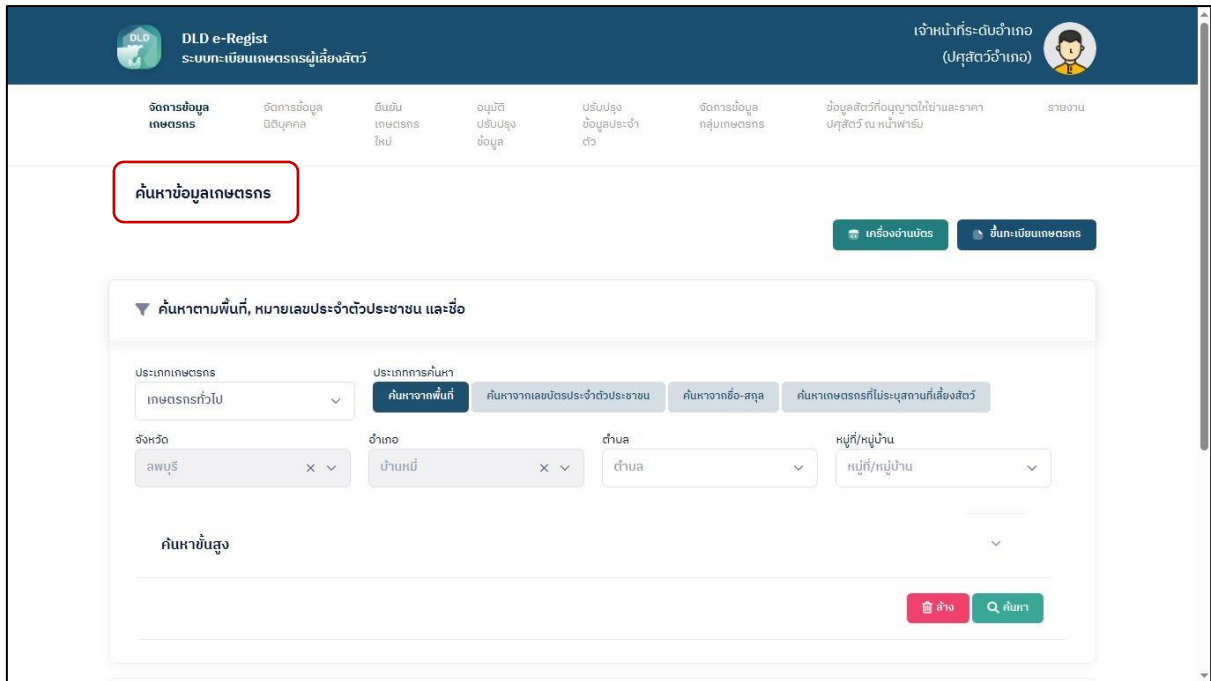 DLD
DLD e-Regist
ระบบทะเบียนเกษตรกรผู้เลี้ยงสัตว์
เจ้าหน้าที่ระดับอำเภอ
(ปศุสัตว์อำเภอ)
จัดการข้อมูล
เกษตรกร
จัดการข้อมูล
นิติบุคคล
ยืนยัน
เกษตรกร
ใหม่
อนุมัติ
ปรับปรุง
ข้อมูล
ปรับปรุง
ข้อมูลประจำ
ตัว
จัดการข้อมูล
กลุ่มเกษตรกร
ข้อมูลสัตว์ที่อนุญาตให้ฆ่าและราคา
ปศุสัตว์ ณ หน้าฟาร์ม
รายงาน
ค้นหาข้อมูลเกษตรกร
เครื่องอ่านบัตร
ขึ้นทะเบียนเกษตรกร
ค้นหาตามพื้นที่, หมายเลขประจำตัวประชาชน และชื่อ
ประเภทเกษตรกร
ประเภทการค้นหา
เกษตรกรทั่วไป
ค้นหาจากพื้นที่
ค้นหาจากเลขบัตรประจำตัวประชาชน
ค้นหาจากชื่อ-สกุล
ค้นหาเกษตรกรที่ไม่ระบุสถานที่เลี้ยงสัตว์
จังหวัด
อำเภอ
ตำบล
หมู่ที่/หมู่บ้าน
ลพบุรี
บ้านหมี่
ตำบล
หมู่ที่/หมู่บ้าน
ค้นหาขั้นสูง
ล้าง
ค้นหา